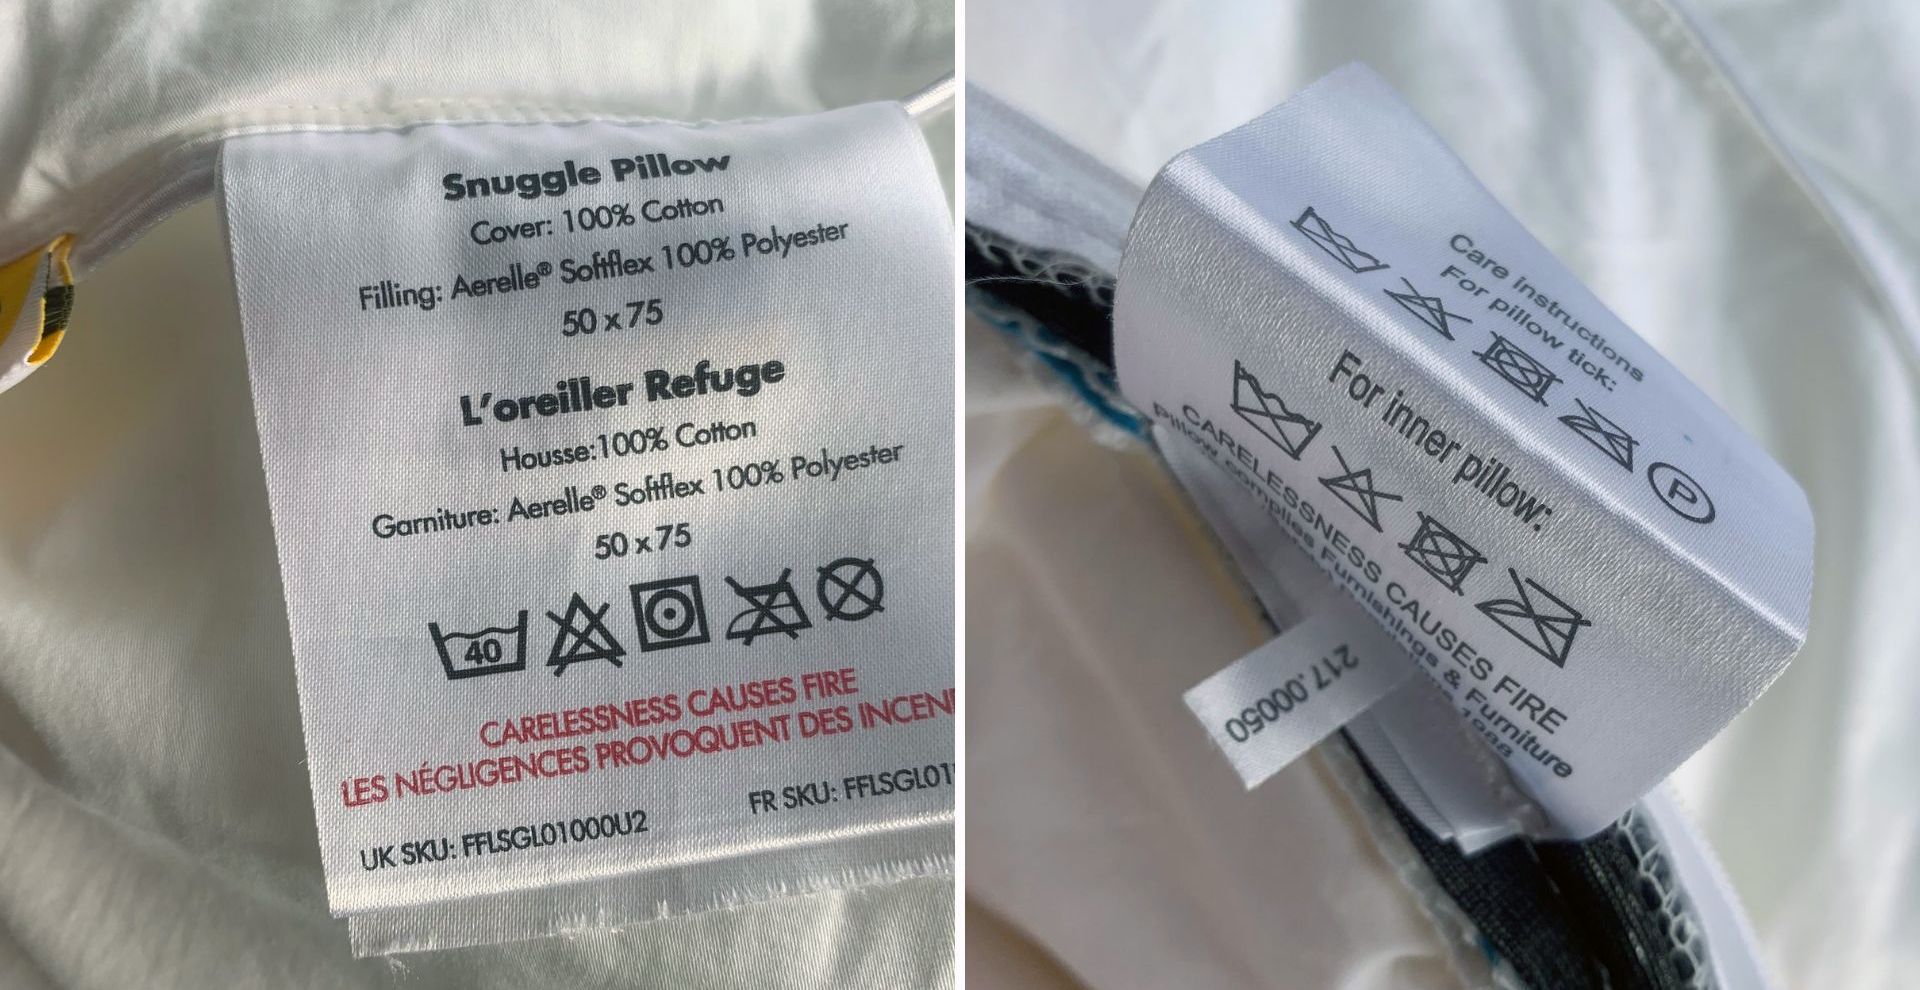 Snuggle Pillow
Cover: 100% Cotton
Filling: Aerelle® Softflex 100% Polyester
50 x 75
L'oreiller Refuge
Housse:100% Cotton
Garniture: Aerelle® Softflex 100% Polyester
50 x 75
40
CARELESSNESS CAUSES FIRE
LES NÉGLIGENCES PROVOQUENT DES INCEN
UK SKU: FFLSGL01000U2
FR SKU: FFLSGL01
Care instructions
For pillow tick:
P
For inner pillow:
CARELESSNESS CAUSES FIRE
Pillow complies Furnishings & Furniture
1988
217.00050